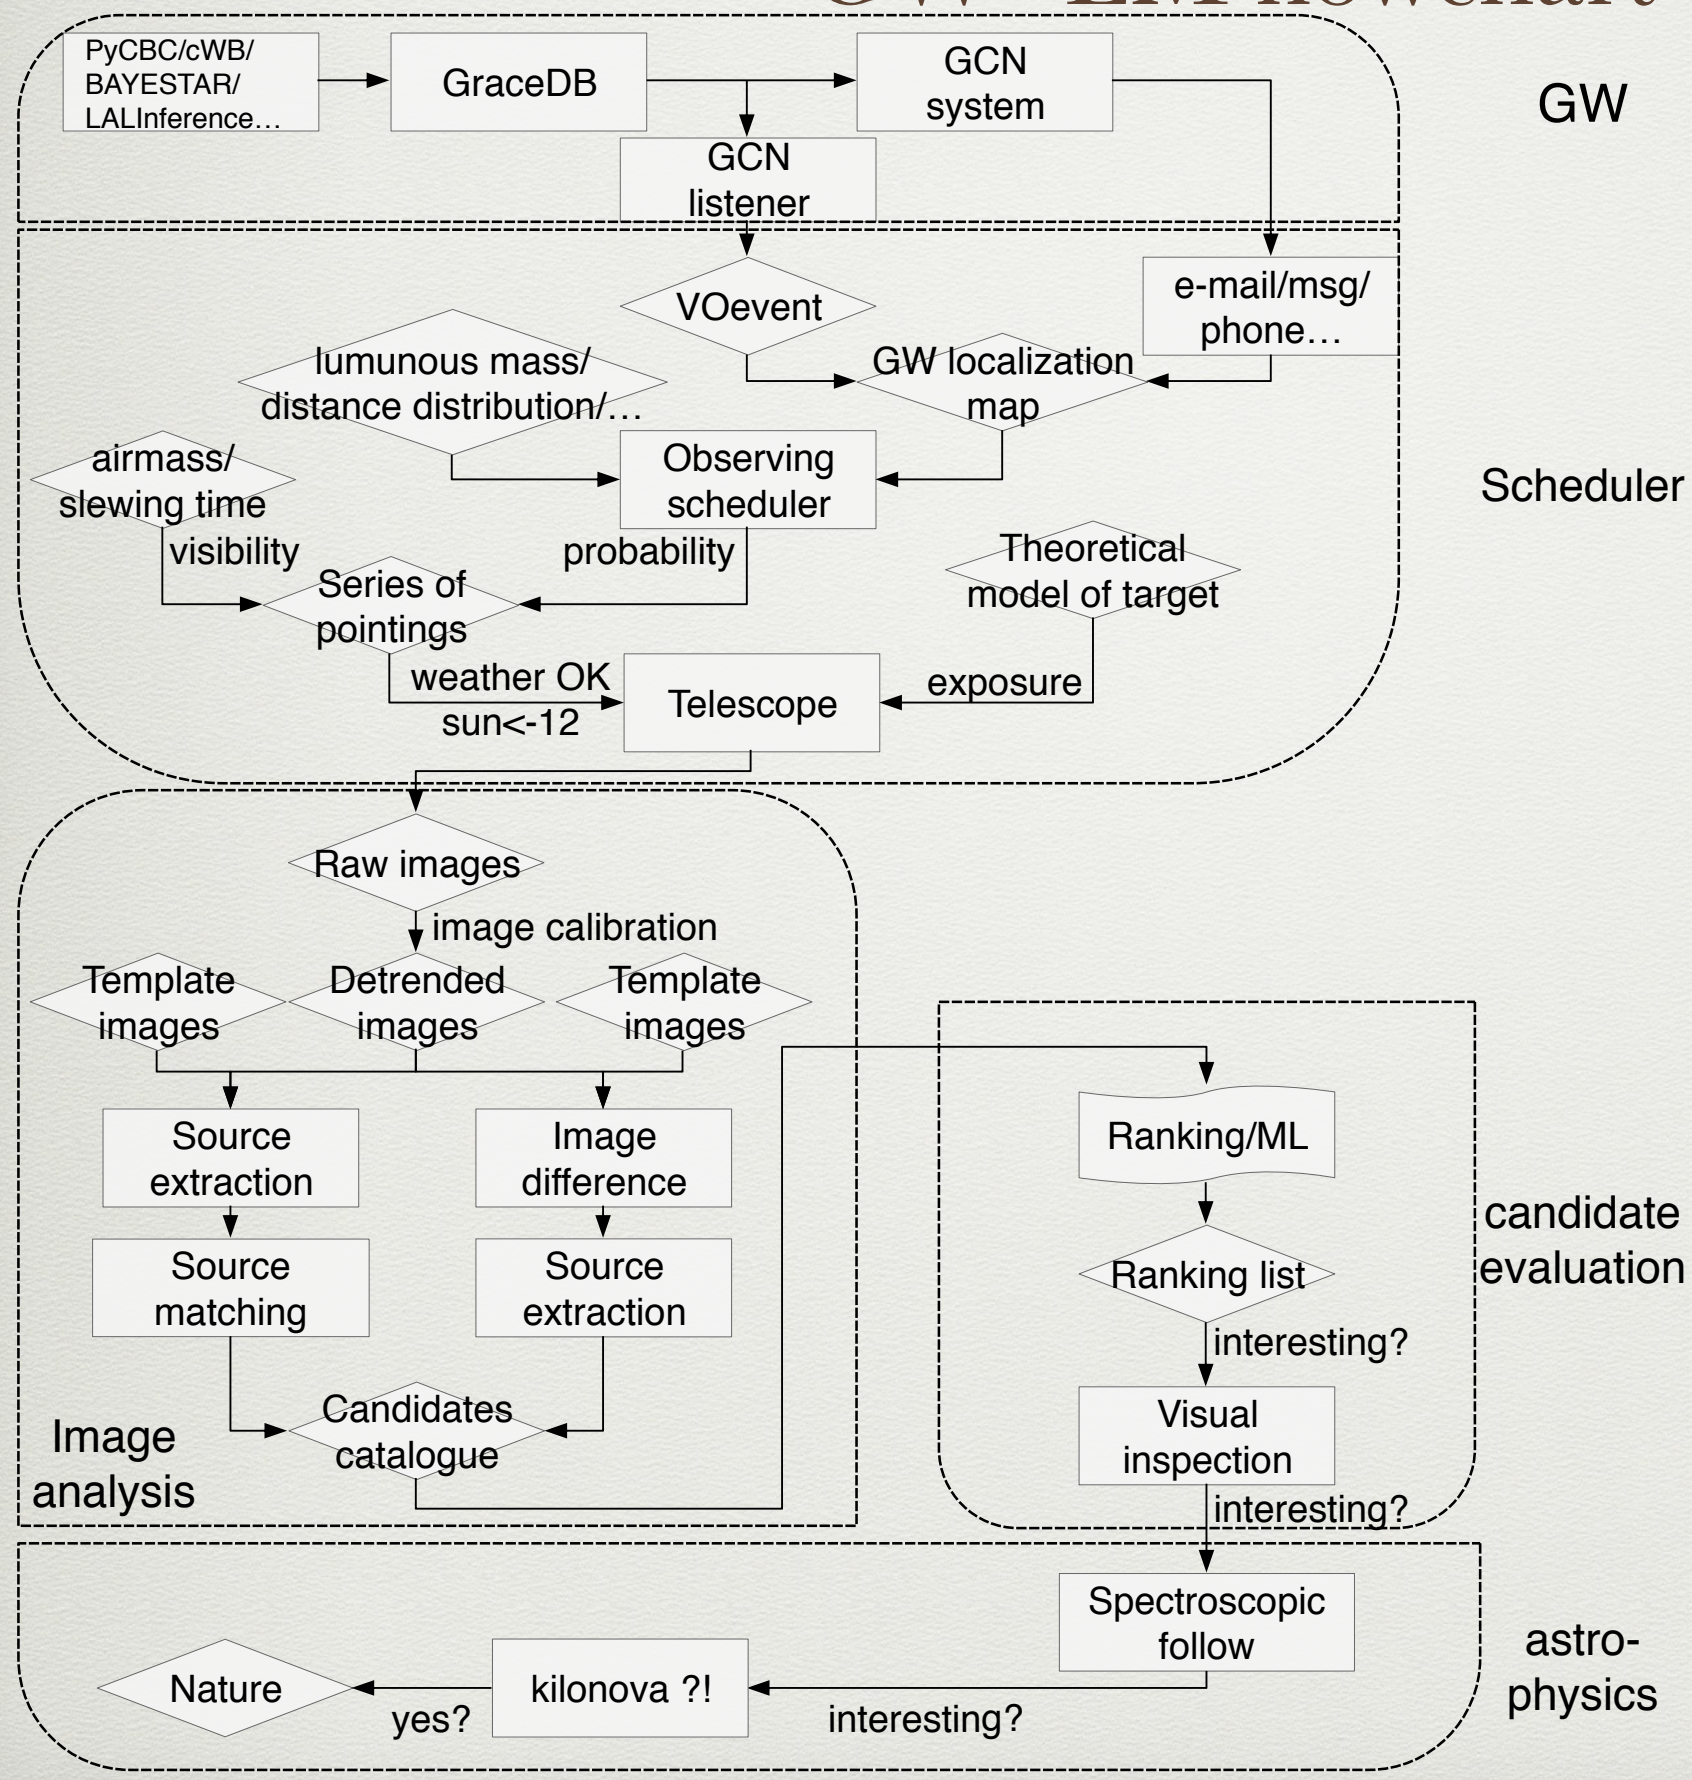 GW - EM flowchart
PyCBC/cWB/
BAYESTAR/
LALInference…
GraceDB
GCN
system
GW
GCN
listener
VOevent
e-mail/msg/
phone…
lumunous mass/
distance distribution/…
GW localization
map
airmass/
slewing time
Observing
scheduler
Scheduler
visibility
probability
Theoretical
model of target
Series of
pointings
weather OK
sun<-12
Telescope
exposure
Raw images
image calibration
Template
images
Detrended
images
Template
images
Source
extraction
Image
difference
Ranking/ML
Source
matching
Source
extraction
Ranking list
candidate
evaluation
interesting?
Candidates
catalogue
Visual
inspection
Image
analysis
interesting?
Spectroscopic
follow
astro-
physics
Nature
yes?
kilonova ?!
interesting?